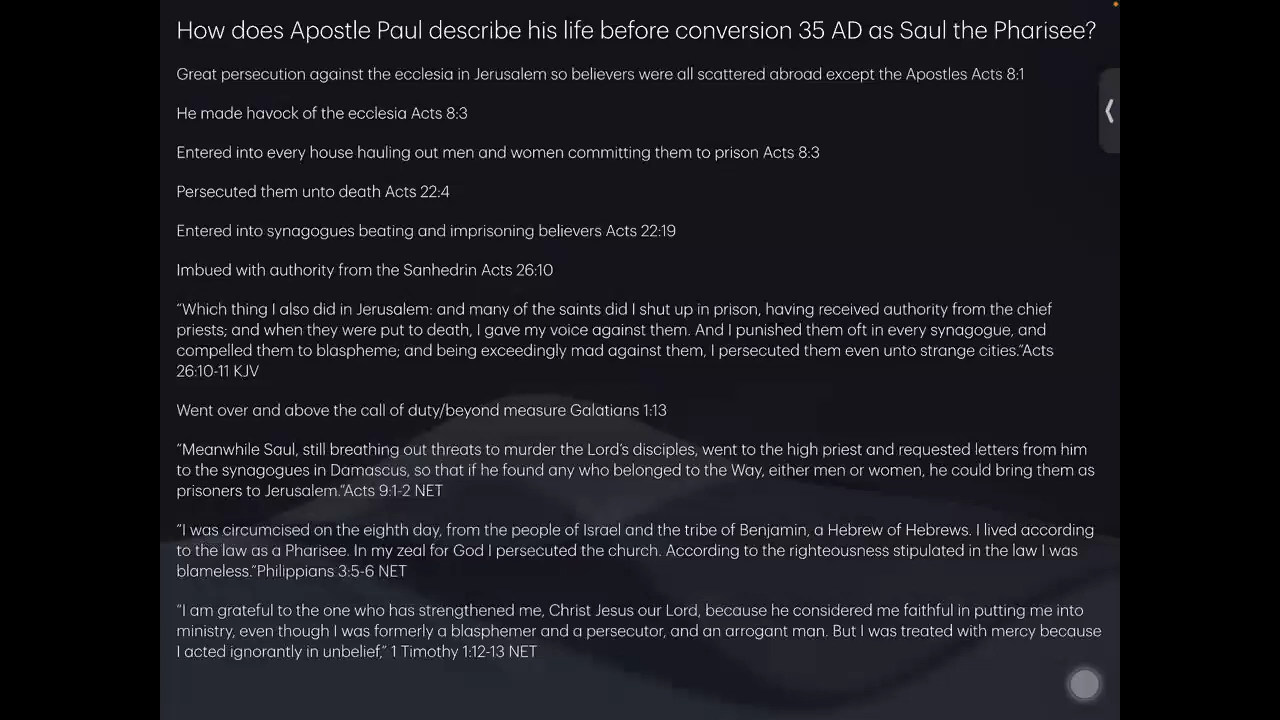 How does Apostle Paul describe his life before conversion 35 AD as Saul the Pharisee?
Great persecution against the ecclesia in Jerusalem so believers were all scattered abroad except the Apostles Acts 8:1
He made havock of the ecclesia Acts 8:3
Entered into every house hauling out men and women committing them to prison Acts 8:3
Persecuted them unto death Acts 22:4
Entered into synagogues beating and imprisoning believers Acts 22:19
Imbued with authority from the Sanhedrin Acts 26:10
“Which thing I also did in Jerusalem: and many of the saints did I shut up in prison, having received authority from the chief
priests; and when they were put to death, I gave my voice against them. And I punished them oft in every synagogue, and
compelled them to blaspheme; and being exceedingly mad against them, I persecuted them even unto strange cities.”Acts
26:10-11 KJV
Went over and above the call of duty/beyond measure Galatians 1:13
“Meanwhile Saul, still breathing out threats to murder the Lord’s disciples, went to the high priest and requested letters from him
to the synagogues in Damascus, so that if he found any who belonged to the Way, either men or women, he could bring them as
prisoners to Jerusalem.”Acts 9:1-2 NET
“I was circumcised on the eighth day, from the people of Israel and the tribe of Benjamin, a Hebrew of Hebrews. I lived according
to the law as a Pharisee. In my zeal for God I persecuted the church. According to the righteousness stipulated in the law I was
blameless.”Philippians 3:5-6 NET
“I am grateful to the one who has strengthened me, Christ Jesus our Lord, because he considered me faithful in putting me into
ministry, even though I was formerly a blasphemer and a persecutor, and an arrogant man. But I was treated with mercy because
I acted ignorantly in unbelief,” 1 Timothy 1:12-13 NET